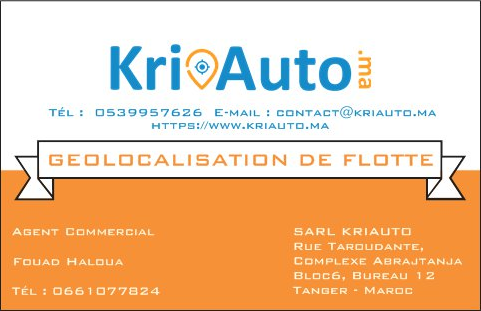 KriAuto.ma
Tél : 0539957626 E-mail : contact@kriauto.ma
https://www.kriauto.ma
GEOLOCALISATION DE FLOTTE
Agent Commercial
Fouad Haloua
Tél : 0661077824
SARL KRIAUTO
Rue Taroudante,
Complexe Abrajtanja
Bloc6, Bureau 12
Tanger - Maroc